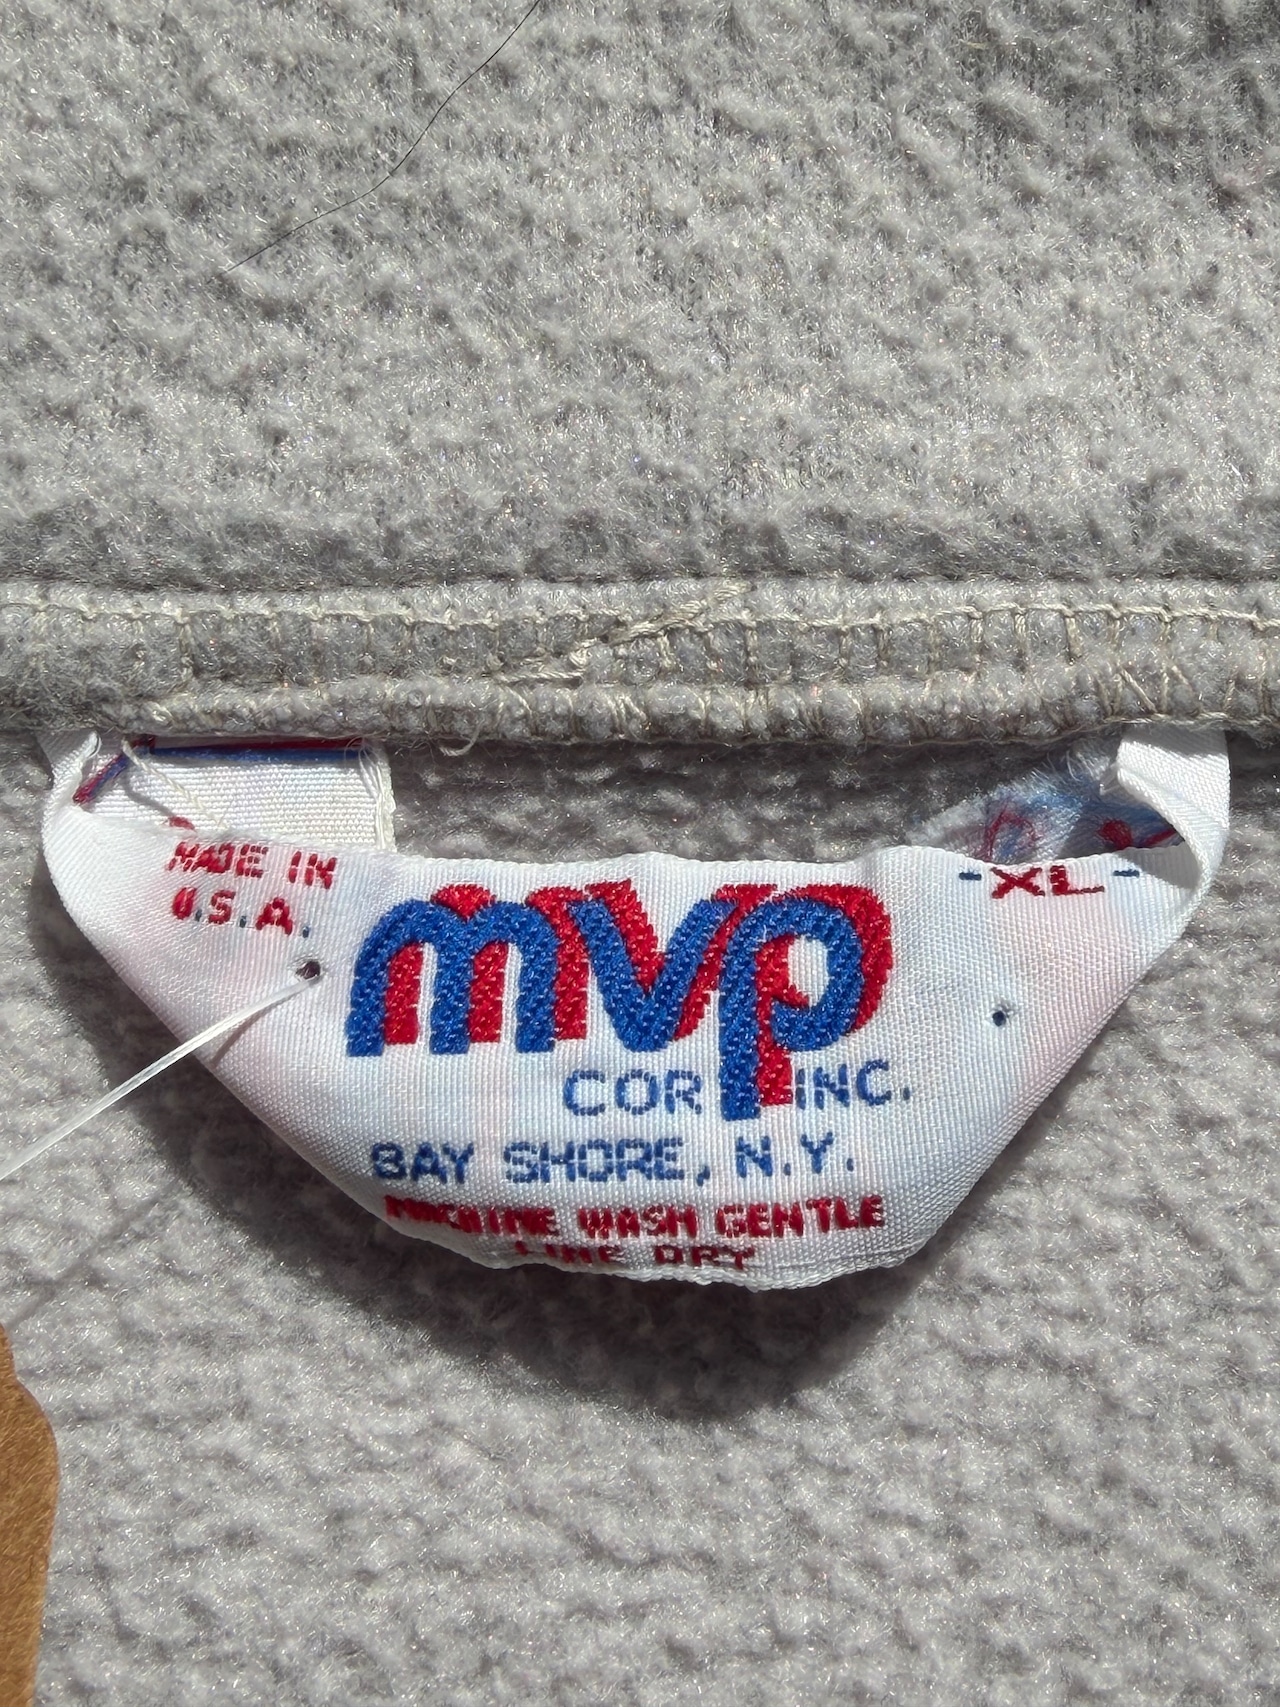 MADE IN
U.S.A.
-XL-
mvp
COR INC.
BAY SHORE, N.Y.
MACHINE WASH GENTLE
LINE DRY